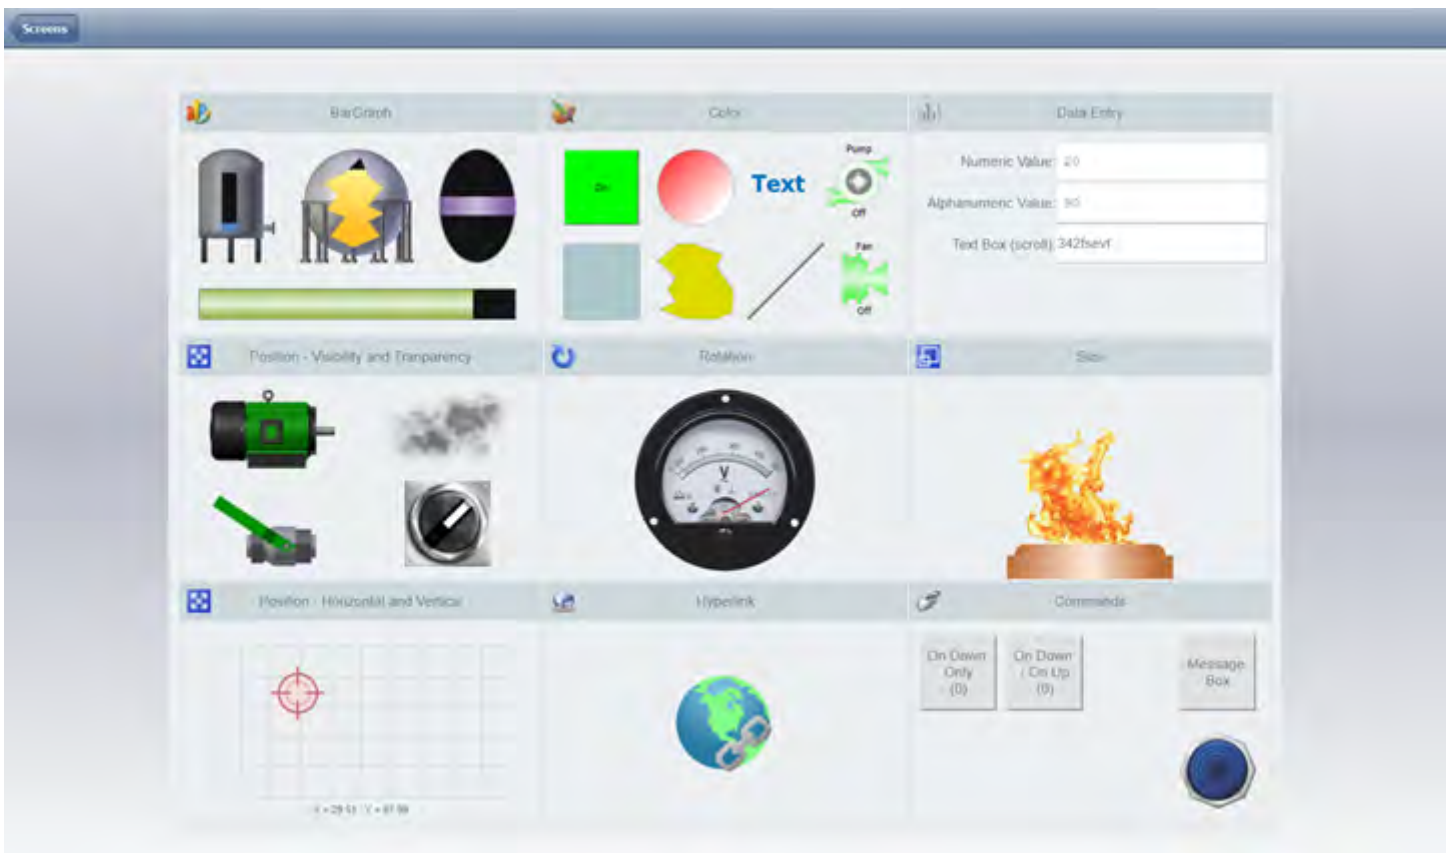 Screens
BarGraph
Color
Data Entry
On
Text
Pump
Off
Fan
Off
Numeric Value: 20
Alphanumeric Value: 90
Text Box (scroll): 342fsevf
Position - Visibility and Tranparency
Rotation
Size
V
Position - Horizontal and Vertical
Hyperlink
Commands
On Down
Only
(0)
On Down
/ On Up
(0)
Message
Box